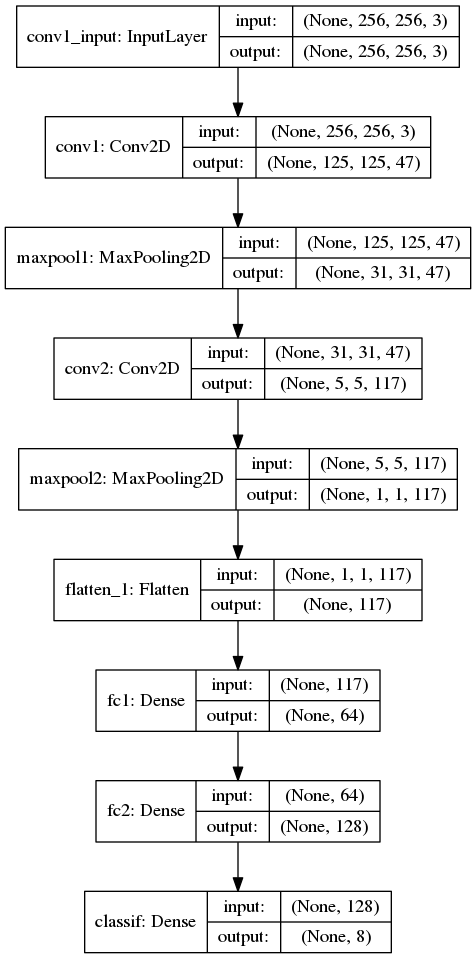 conv1_input: InputLayer
input: (None, 256, 256, 3)
output: (None, 256, 256, 3)
conv1: Conv2D
input: (None, 256, 256, 3)
output: (None, 125, 125, 47)
maxpool1: MaxPooling2D
input: (None, 125, 125, 47)
output: (None, 31, 31, 47)
conv2: Conv2D
input: (None, 31, 31, 47)
output: (None, 5, 5, 117)
maxpool2: MaxPooling2D
input: (None, 5, 5, 117)
output: (None, 1, 1, 117)
flatten_1: Flatten
input: (None, 1, 1, 117)
output: (None, 117)
fc1: Dense
input: (None, 117)
output: (None, 64)
fc2: Dense
input: (None, 64)
output: (None, 128)
classif: Dense
input: (None, 128)
output: (None, 8)